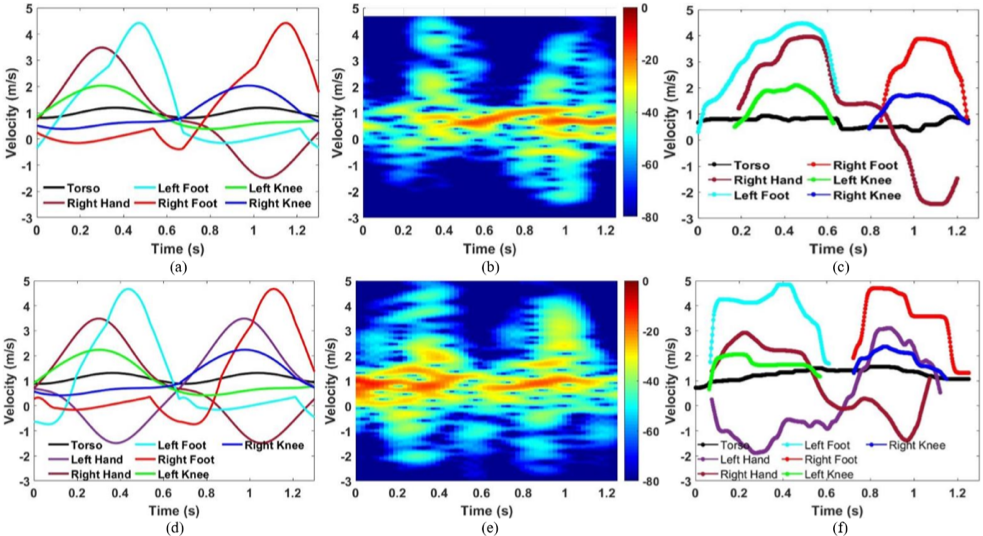 5
4
3
2
1
0
-1
-2
-3
Velocity (m/s)
Torso Left Foot Left Knee
Right Hand Right Foot Right Knee
0 0.2 0.4 0.6 0.8 1 1.2
Time (s)
(a)
5
4
3
2
1
0
-1
-2
-3
Velocity (m/s)
0 0.2 0.4 0.6 0.8 1 1.2
Time (s)
0
-20
-40
-60
-80
(b)
5
4
3
2
1
0
-1
-2
-3
Velocity (m/s)
Torso Right Foot
Right Hand Left Knee
Left Foot Right Knee
0 0.2 0.4 0.6 0.8 1 1.2
Time (s)
(c)
5
4
3
2
1
0
-1
-2
-3
Velocity (m/s)
Torso Left Foot Right Knee
Left Hand Right Foot
Right Hand Left Knee
0 0.2 0.4 0.6 0.8 1 1.2
Time (s)
(d)
5
4
3
2
1
0
-1
-2
-3
Velocity (m/s)
0 0.2 0.4 0.6 0.8 1 1.2
Time (s)
0
-20
-40
-60
-80
(e)
5
4
3
2
1
0
-1
-2
-3
Velocity (m/s)
Torso Left Foot Right Knee
Left Hand Right Foot
Right Hand Left Knee
0 0.2 0.4 0.6 0.8 1 1.2
Time (s)
(f)